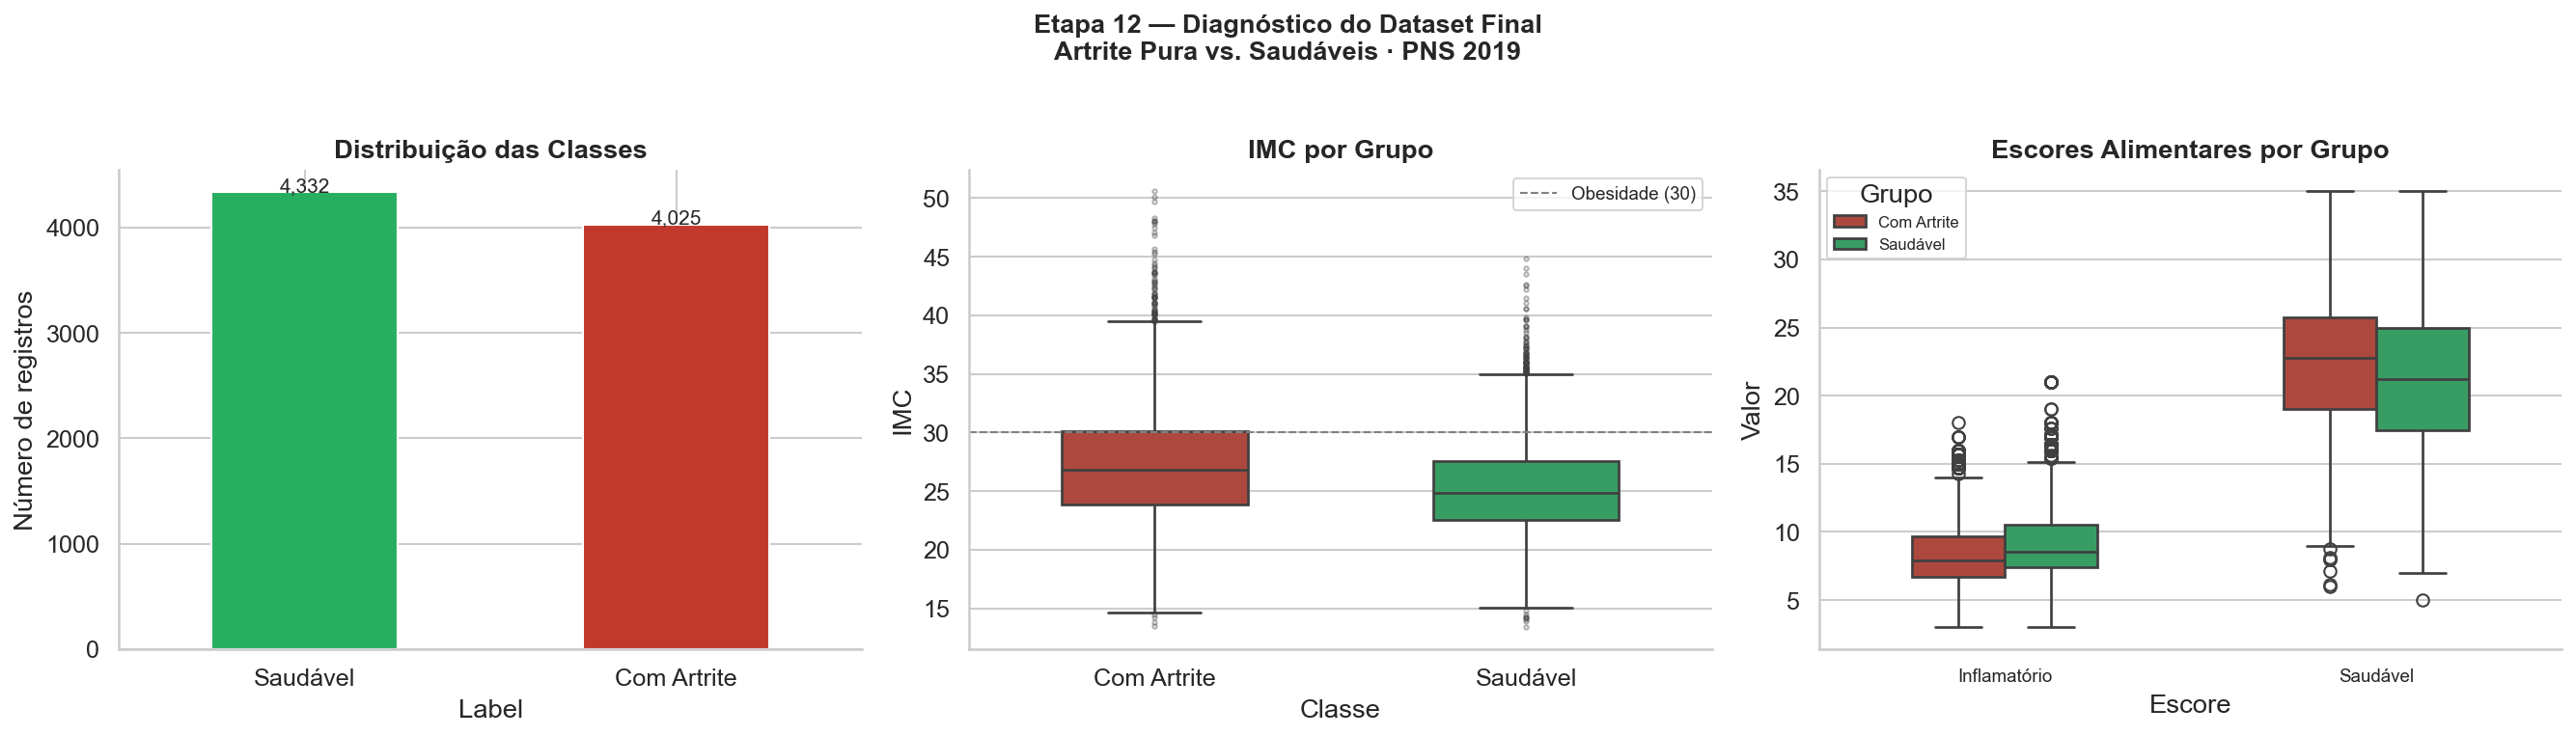 Etapa 12 — Diagnóstico do Dataset Final
Artrite Pura vs. Saudáveis · PNS 2019
Distribuição das Classes
4,332
4,025
4000
3000
2000
1000
0
Número de registros
Saudável
Com Artrite
Label
IMC por Grupo
Obesidade (30)
50
45
40
35
30
25
20
15
IMC
Com Artrite
Saudável
Classe
Escores Alimentares por Grupo
Grupo
Com Artrite
Saudável
35
30
25
20
15
10
5
Valor
Inflamatório
Saudável
Escore